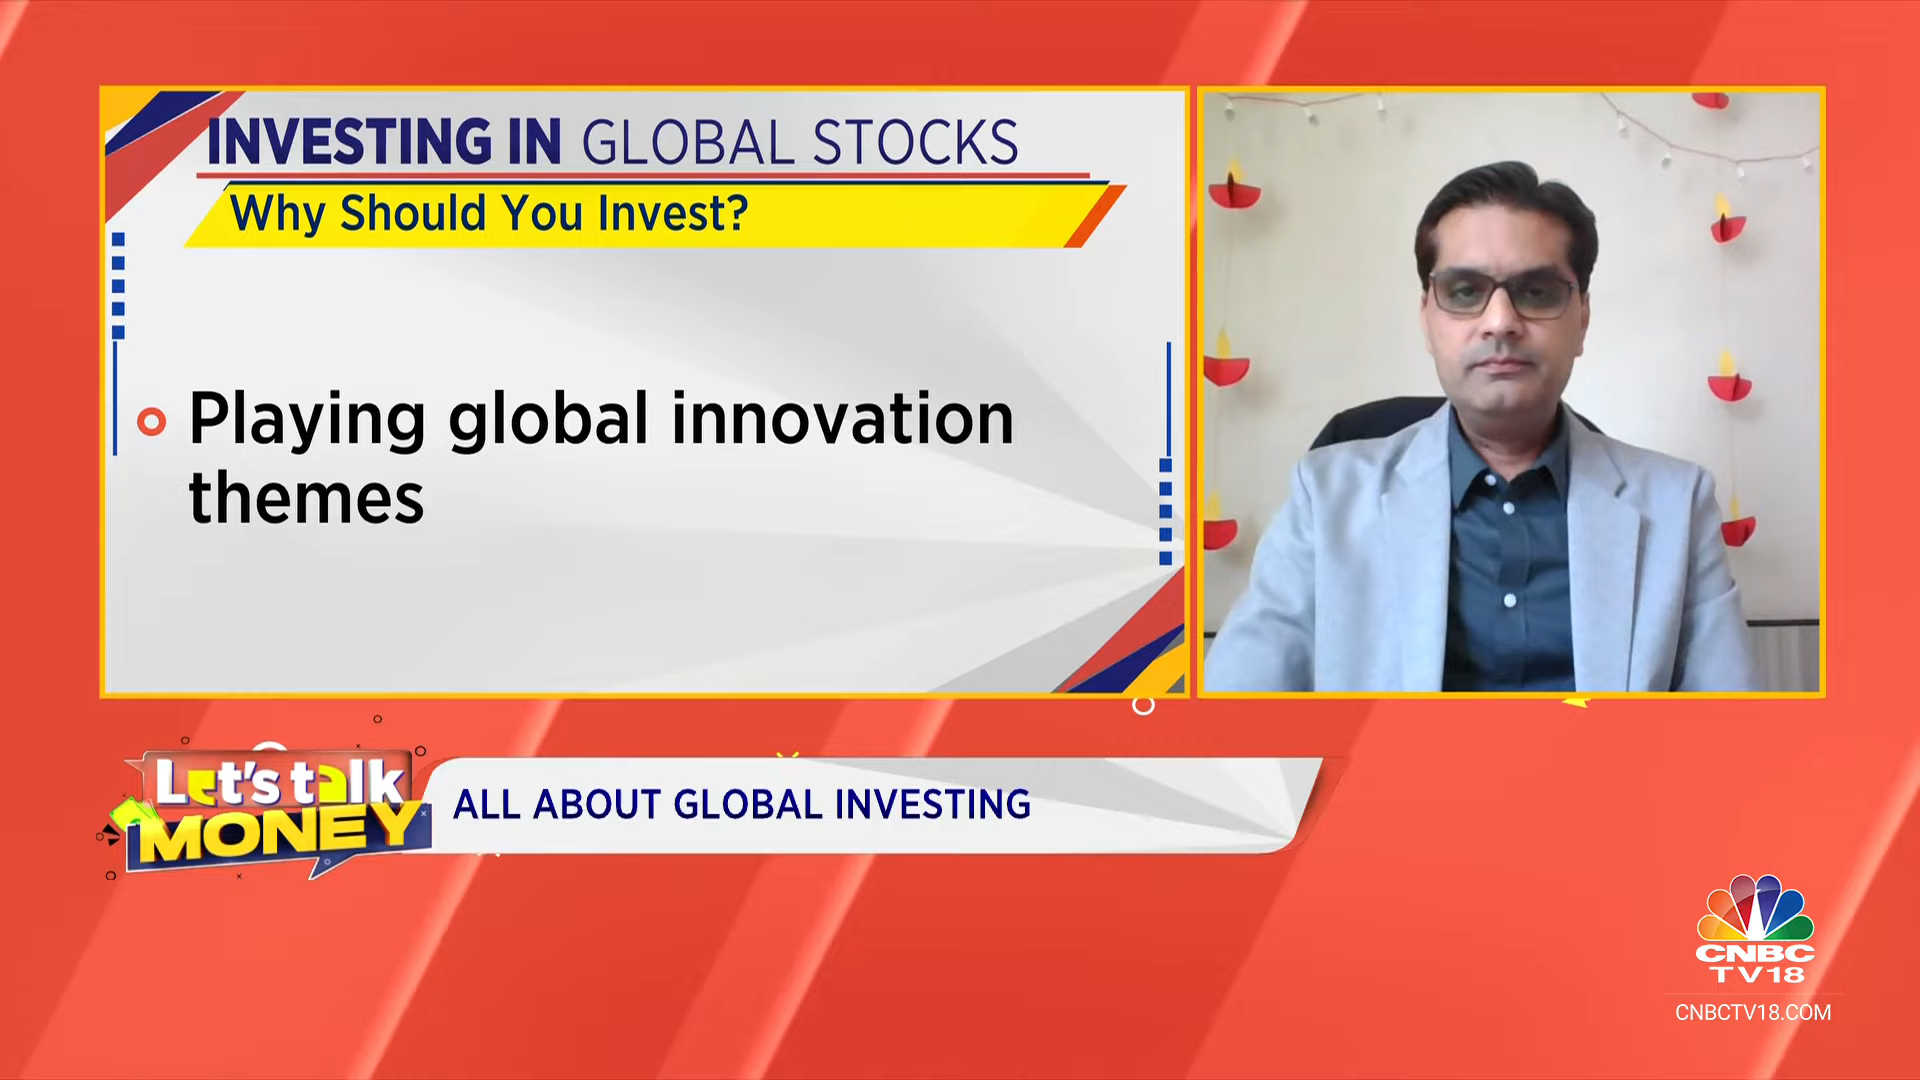 INVESTING IN GLOBAL STOCKS
Why Should You Invest?
Playing global innovation
themes
Let's talk
MONEY
ALL ABOUT GLOBAL INVESTING
CNBC
TV18
CNBCTV18.COM